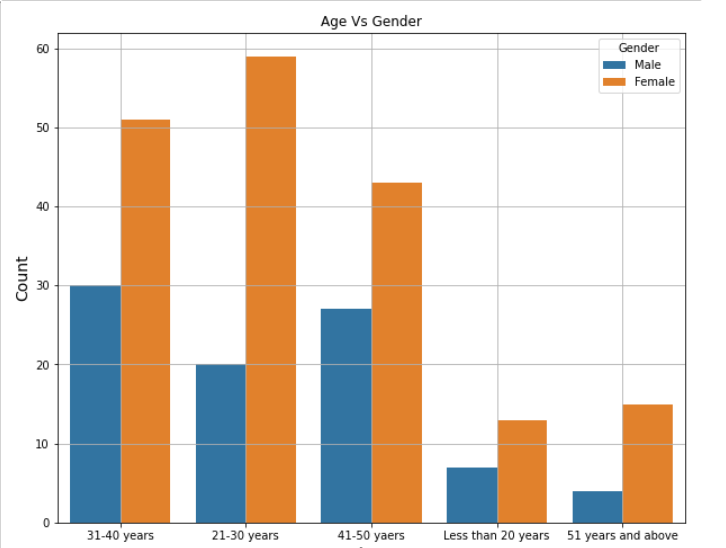 Age Vs Gender
Gender
Male
Female
Count
60
50
40
30
20
10
0
31-40 years
21-30 years
41-50 yaers
Less than 20 years
51 years and above